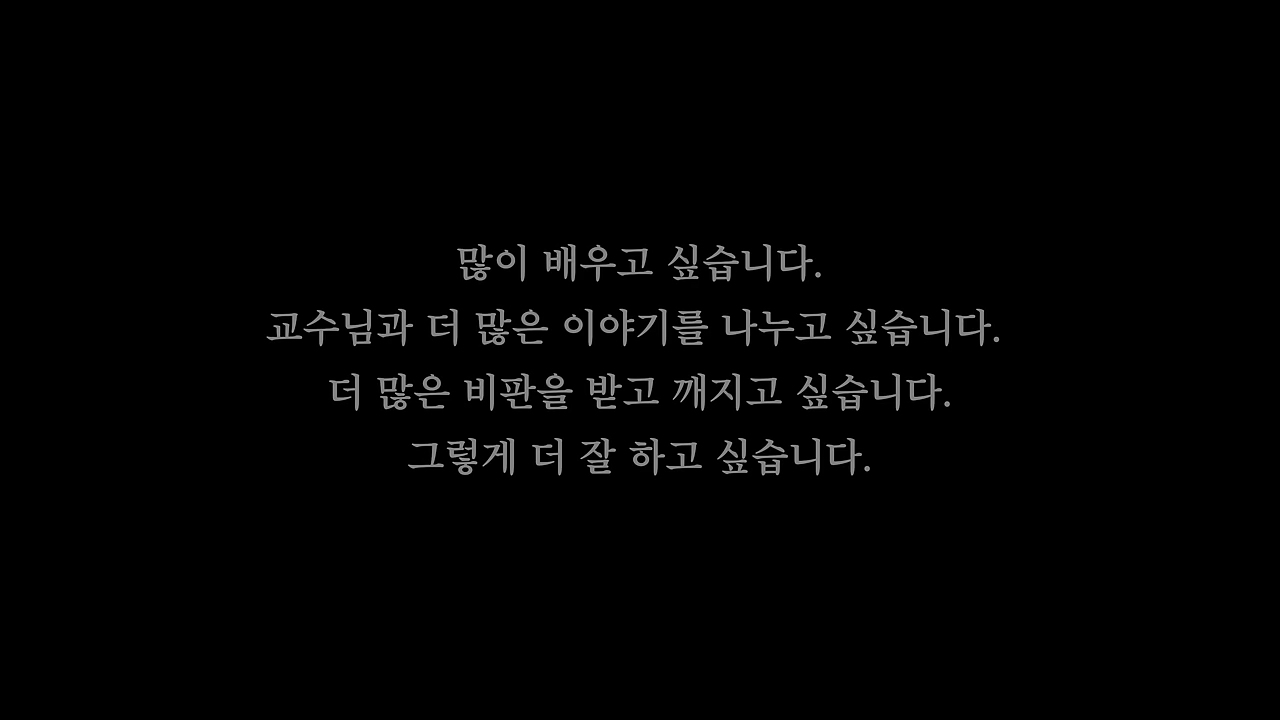 많이 배우고 싶습니다.
교수님과 더 많은 이야기를 나누고 싶습니다.
더 많은 비판을 받고 깨지고 싶습니다.
그렇게 더 잘 하고 싶습니다.